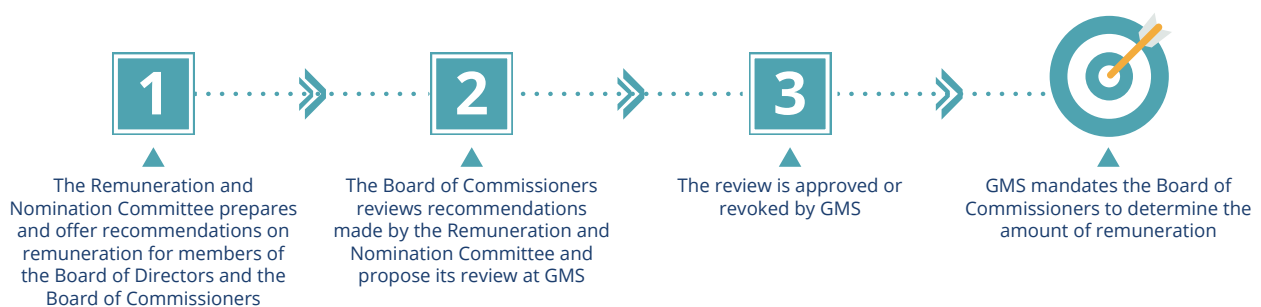 1
The Remuneration and
Nomination Committee prepares
and offer recommendations on
remuneration for members of
the Board of Directors and the
Board of Commissioners
2
The Board of Commissioners
reviews recommendations
made by the Remuneration and
Nomination Committee and
propose its review at GMS
3
The review is approved or
revoked by GMS
GMS mandates the Board of
Commissioners to determine the
amount of remuneration